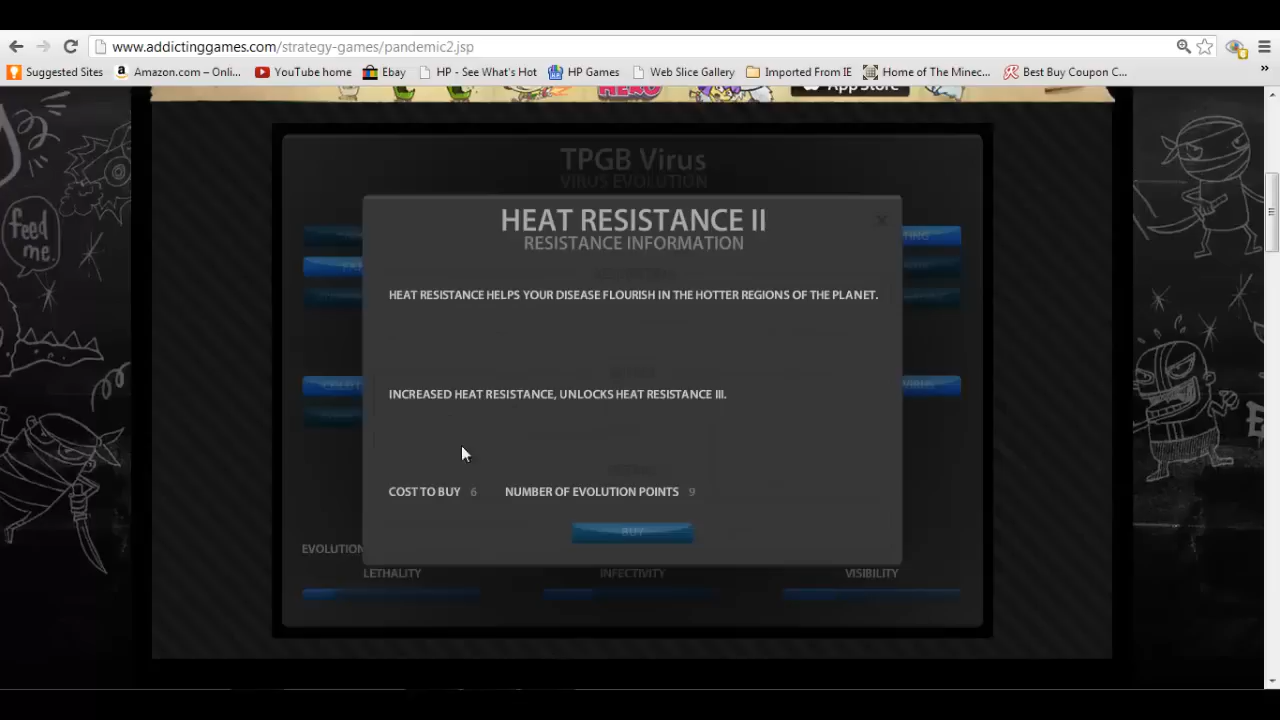 www.addictinggames.com/strategy-games/pandemic2.jsp
Suggested Sites
Amazon.com – Onli...
YouTube home
Ebay
HP - See What's Hot
HP Games
Web Slice Gallery
Imported From IE
Home of The Minec...
Best Buy Coupon C...
»
HERO
App Store
feed me.
TPGB Virus
VIRUS EVOLUTION
HEAT RESISTANCE II
RESISTANCE INFORMATION
HEAT RESISTANCE HELPS YOUR DISEASE FLOURISH IN THE HOTTER REGIONS OF THE PLANET.
INCREASED HEAT RESISTANCE, UNLOCKS HEAT RESISTANCE III.
COST TO BUY 6 NUMBER OF EVOLUTION POINTS 9
BUY
EVOLUTION
LETHALITY
INFECTIVITY
VISIBILITY